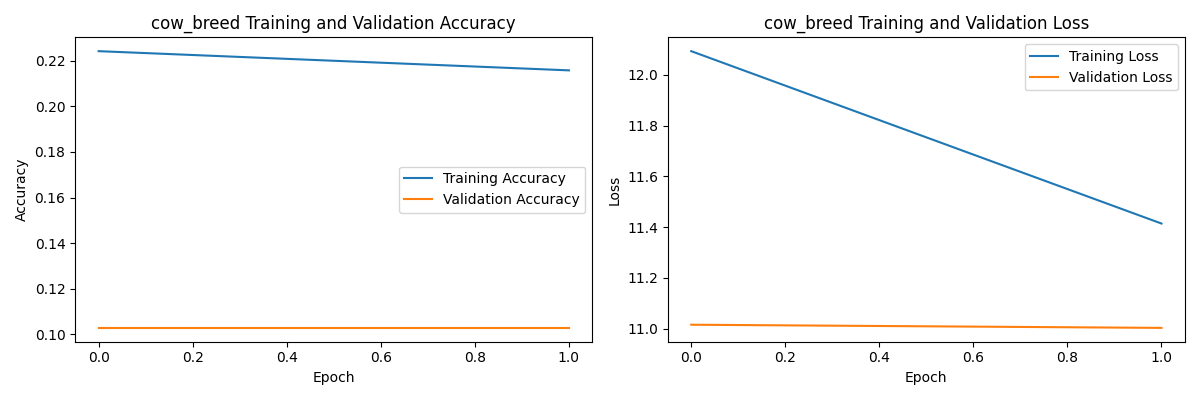 cow_breed Training and Validation Accuracy
Accuracy
0.22
0.20
0.18
0.16
0.14
0.12
0.10
Training Accuracy
Validation Accuracy
0.0 0.2 0.4 0.6 0.8 1.0
Epoch
cow_breed Training and Validation Loss
Loss
12.0
11.8
11.6
11.4
11.2
11.0
Training Loss
Validation Loss
0.0 0.2 0.4 0.6 0.8 1.0
Epoch